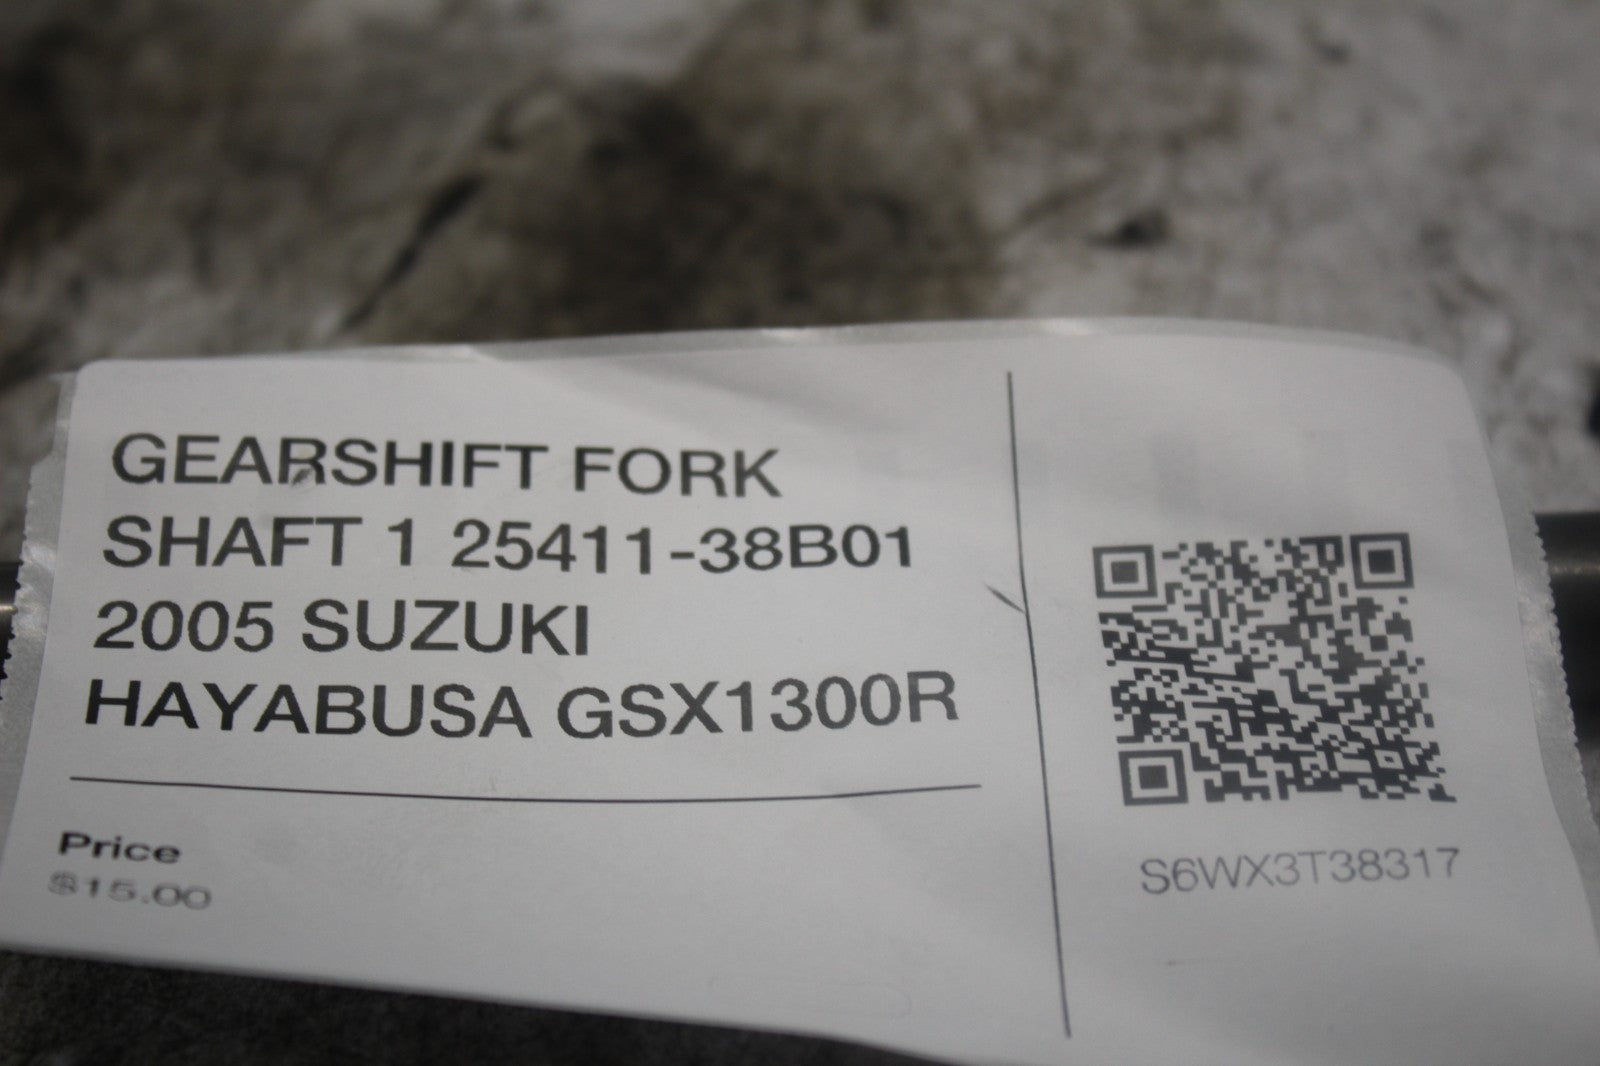 GEARSHIFT FORK
SHAFT 1 25411-38B01
2005 SUZUKI
HAYABUSA GSX1300R
Price
$15.00
S6WX3T38317